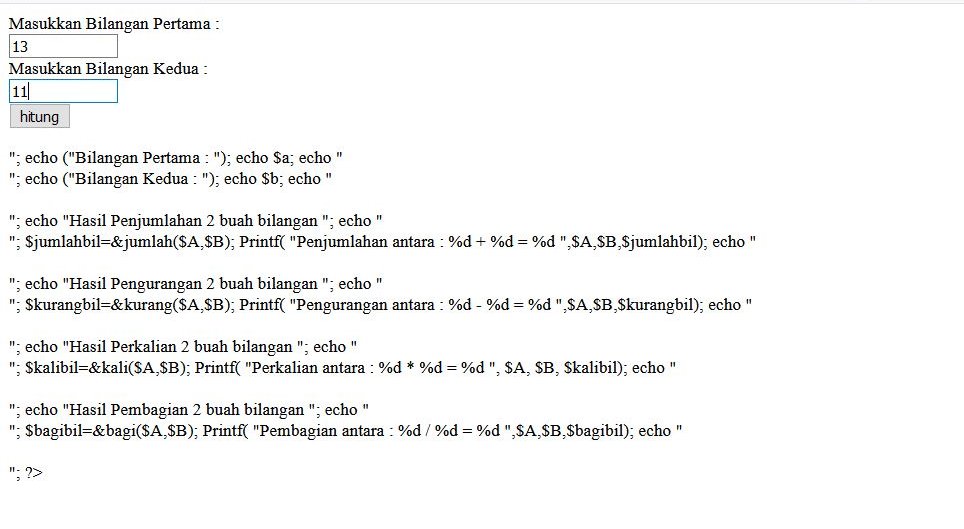 Masukkan Bilangan Pertama :
13
Masukkan Bilangan Kedua :
11
hitung
"; echo ("Bilangan Pertama : "); echo $a; echo "
"; echo ("Bilangan Kedua : "); echo $b; echo "
"; echo "Hasil Penjumlahan 2 buah bilangan "; echo "
"; $jumlahbil=&jumlah($A,$B); Printf( "Penjumlahan antara : %d + %d = %d ",$A,$B,$jumlahbil); echo "
"; echo "Hasil Pengurangan 2 buah bilangan "; echo "
"; $kurangbil=&kurang($A,$B); Printf( "Pengurangan antara : %d - %d = %d ",$A,$B,$kurangbil); echo "
"; echo "Hasil Perkalian 2 buah bilangan "; echo "
"; $kalibil=&kali($A,$B); Printf( "Perkalian antara : %d * %d = %d ", $A, $B, $kalibil); echo "
"; echo "Hasil Pembagian 2 buah bilangan "; echo "
"; $bagibil=&bagi($A,$B); Printf( "Pembagian antara : %d / %d = %d ",$A,$B,$bagibil); echo "
"; ?>